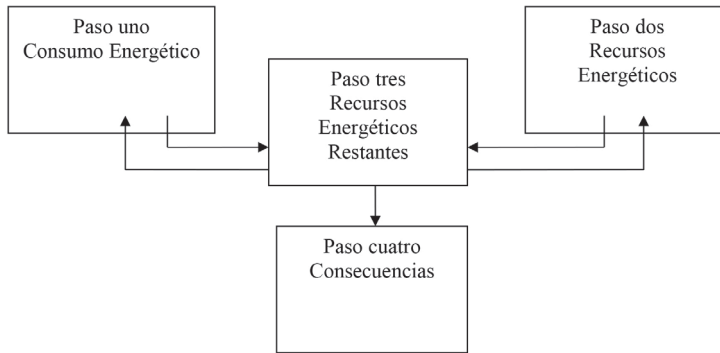 Paso uno
Consumo Energético
Paso dos
Recursos
Energéticos
Paso tres
Recursos
Energéticos
Restantes
Paso cuatro
Consecuencias